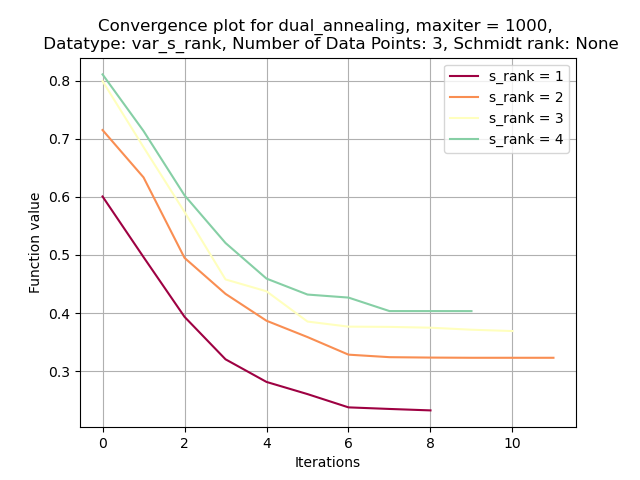 Convergence plot for dual_annealing, maxiter = 1000,
Datatype: var_s_rank, Number of Data Points: 3, Schmidt rank: None
s_rank = 1
s_rank = 2
s_rank = 3
s_rank = 4
0.8
0.7
0.6
0.5
0.4
0.3
Function value
0 2 4 6 8 10
Iterations